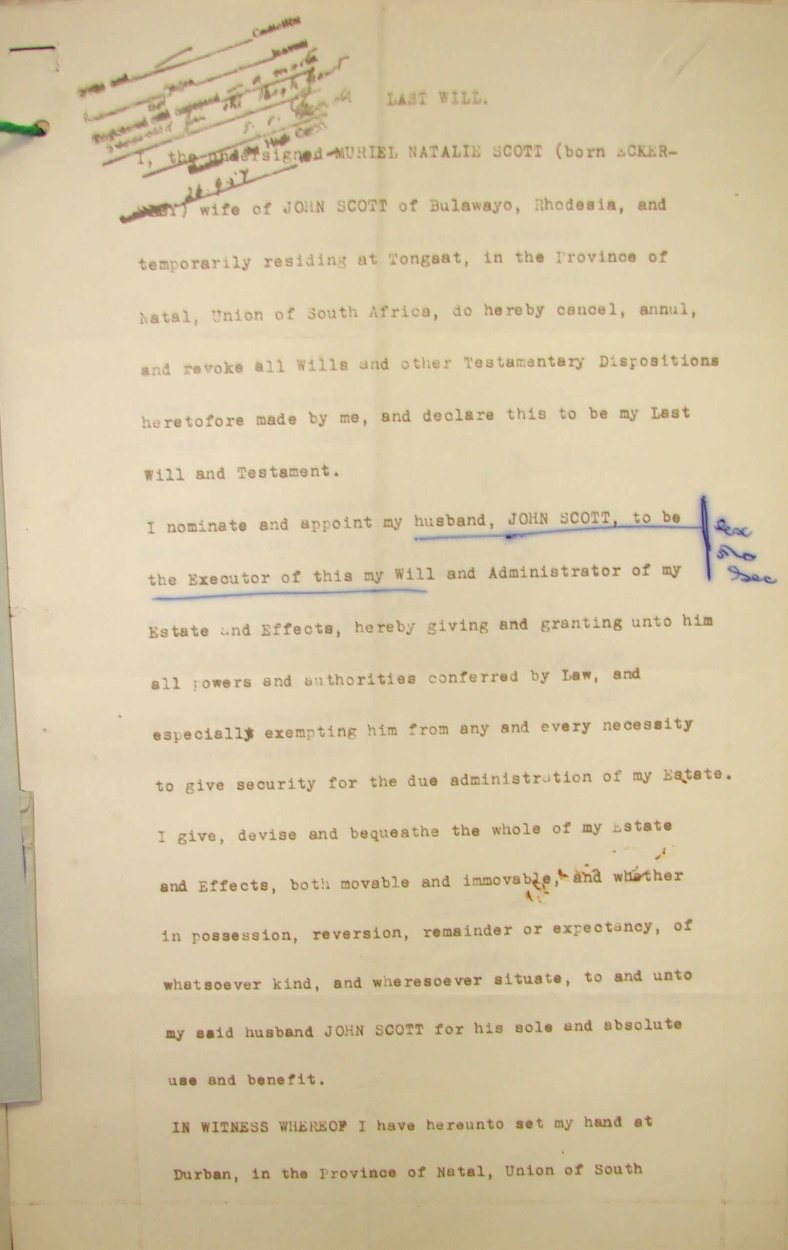 LAST WILL.
I, the undersigned MURIEL NATALIE SCOTT (born ECKER-
) wife of JOHN SCOTT of Bulawayo, Rhodesia, and
temporarily residing at Tongaat, in the Province of
Natal, Union of South Africa, do hereby cancel, annul,
and revoke all Wills and other Testamentary Dispositions
heretofore made by me, and declare this to be my Last
Will and Testament.
I nominate and appoint my husband, JOHN SCOTT, to be
the Executor of this my Will and Administrator of my
Estate and Effects, hereby giving and granting unto him
all powers and authorities conferred by Law, and
especially exempting him from any and every necessity
to give security for the due administration of my Estate.
I give, devise and bequeathe the whole of my Estate
and Effects, both movable and immovable, and whether
in possession, reversion, remainder or expectancy, of
whatsoever kind, and wheresoever situate, to and unto
my said husband JOHN SCOTT for his sole and absolute
use and benefit.
IN WITNESS WHEREOF I have hereunto set my hand at
Durban, in the Province of Natal, Union of South